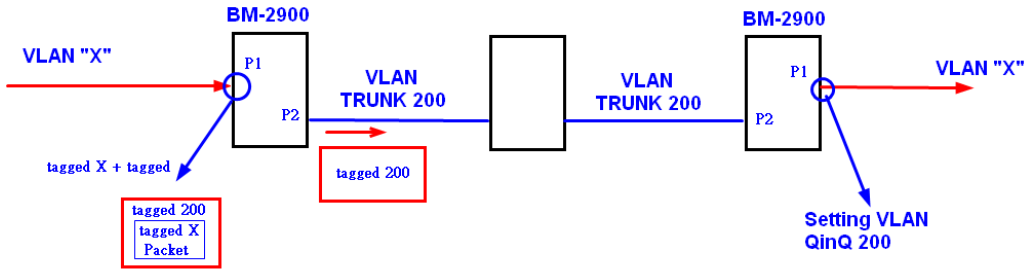 BM-2900
BM-2900
VLAN "X"
P1
P2
VLAN
TRUNK 200
VLAN
TRUNK 200
P1
P2
VLAN "X"
tagged X + tagged
tagged 200
tagged 200
tagged X
Packet
Setting VLAN
QinQ 200